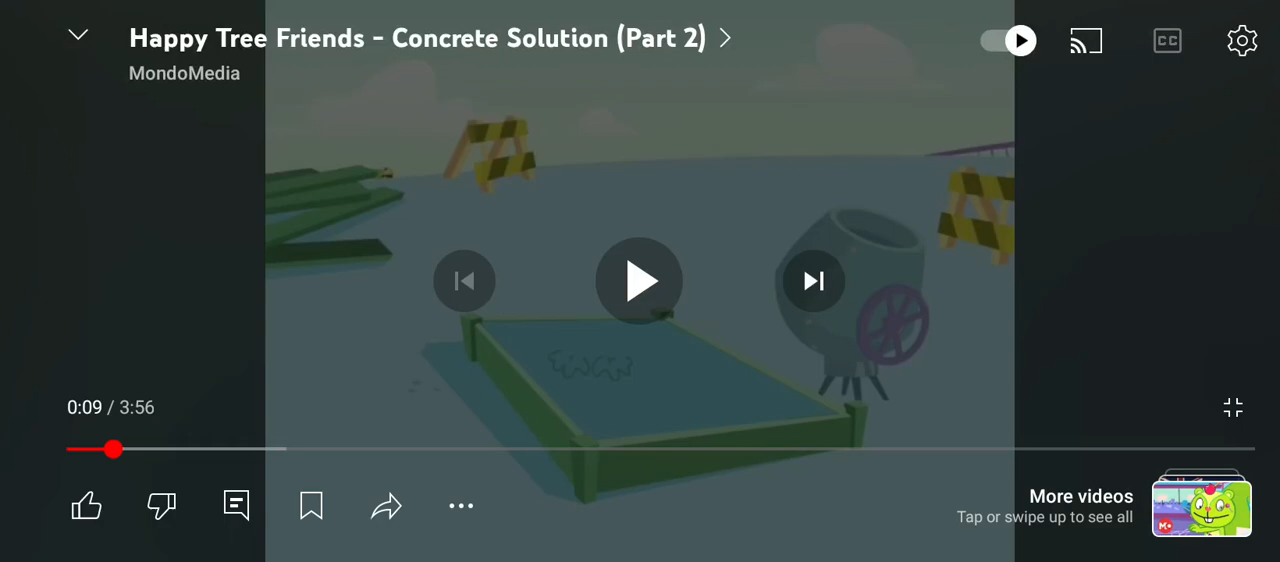 Happy Tree Friends - Concrete Solution (Part 2)
MondoMedia
CC
0:09 / 3:56
More videos
Tap or swipe up to see all